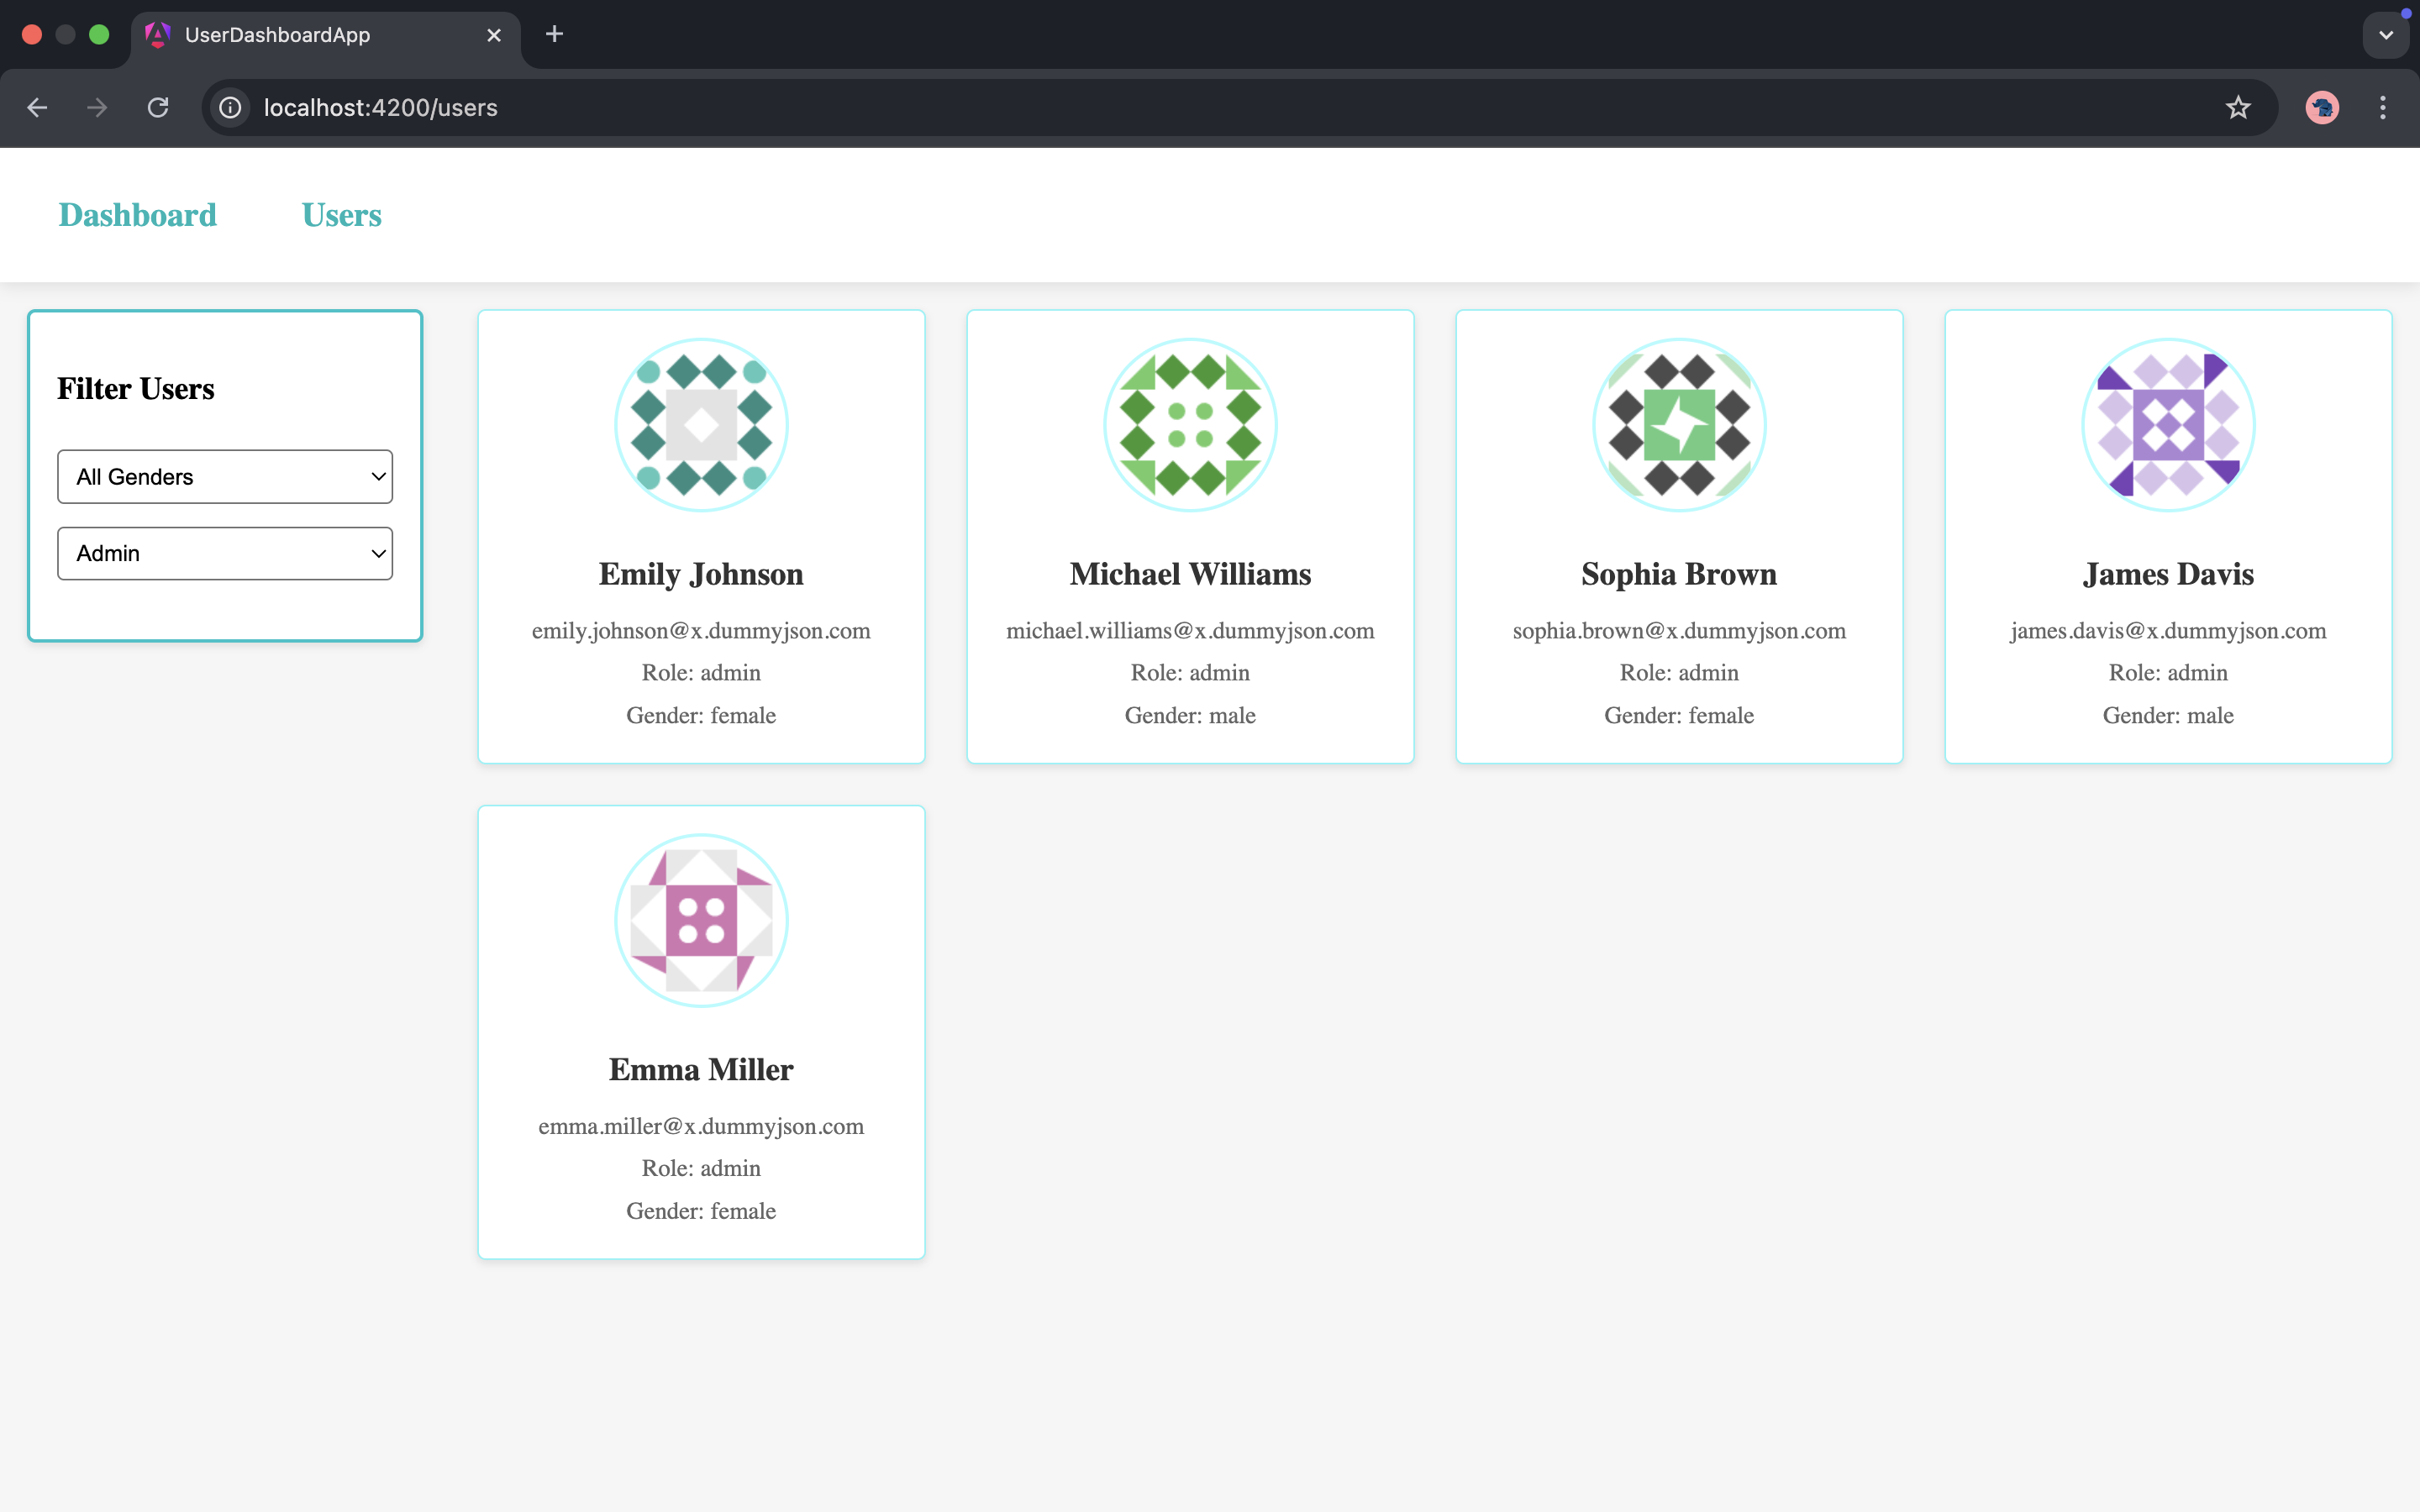 UserDashboardApp
localhost:4200/users
Dashboard Users
Filter Users
All Genders
Admin
Emily Johnson
emily.johnson@x.dummyjson.com
Role: admin
Gender: female
Michael Williams
michael.williams@x.dummyjson.com
Role: admin
Gender: male
Sophia Brown
sophia.brown@x.dummyjson.com
Role: admin
Gender: female
James Davis
james.davis@x.dummyjson.com
Role: admin
Gender: male
Emma Miller
emma.miller@x.dummyjson.com
Role: admin
Gender: female